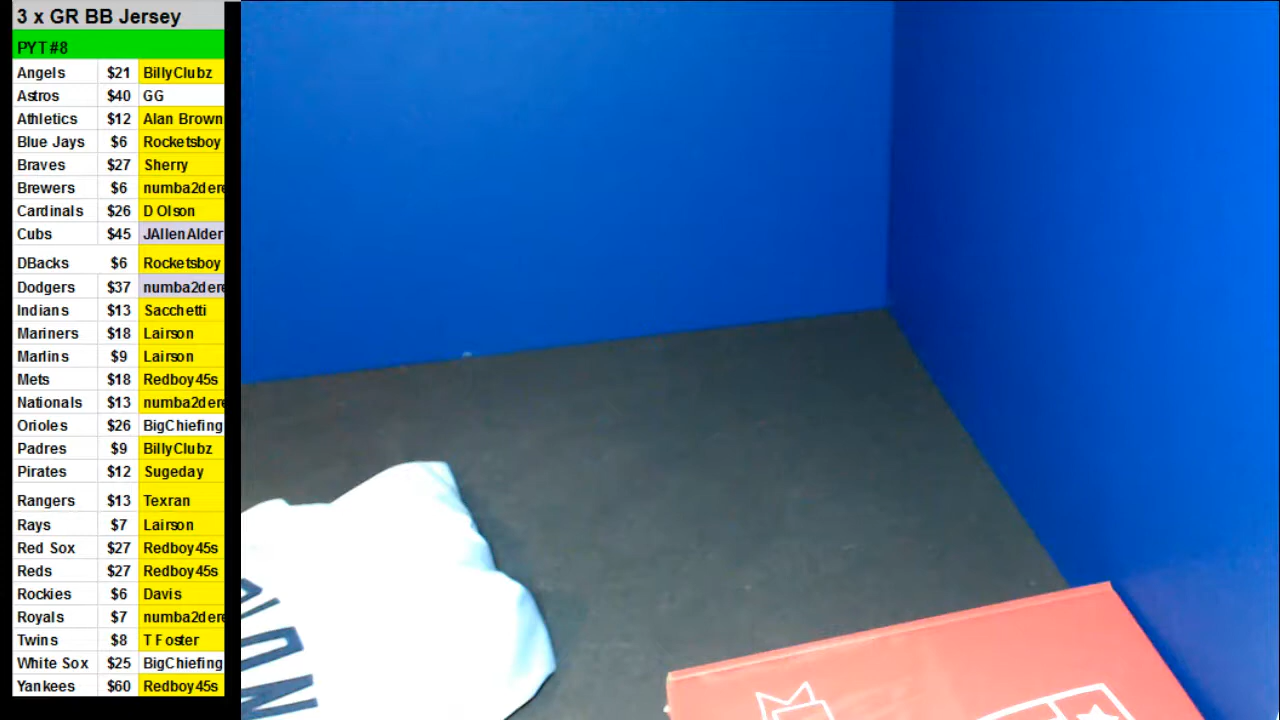 3 x GR BB Jersey
PYT #8
Angels $21 BillyClubz
Astros $40 GG
Athletics $12 Alan Brown
Blue Jays $6 Rocketsboy
Braves $27 Sherry
Brewers $6 numba2dere
Cardinals $26 D Olson
Cubs $45 JAllenAlder
DBacks $6 Rocketsboy
Dodgers $37 numba2dere
Indians $13 Sacchetti
Mariners $18 Lairson
Marlins $9 Lairson
Mets $18 Redboy45s
Nationals $13 numba2dere
Orioles $26 BigChiefing
Padres $9 BillyClubz
Pirates $12 Sugeday
Rangers $13 Texran
Rays $7 Lairson
Red Sox $27 Redboy45s
Reds $27 Redboy45s
Rockies $6 Davis
Royals $7 numba2dere
Twins $8 T Foster
White Sox $25 BigChiefing
Yankees $60 Redboy45s